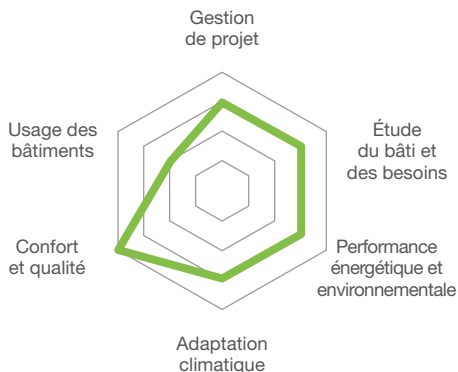 Gestion
de projet
Étude
du bâti et
des besoins
Performance
énergétique et
environnementale
Adaptation
climatique
Confort
et qualité
Usage des
bâtiments